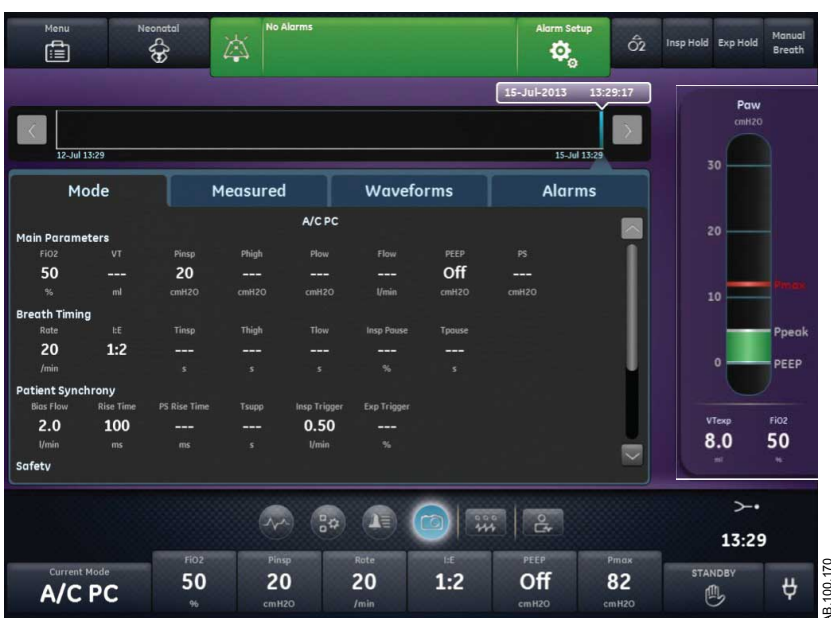 Menu
Neonatal
No Alarms
Alarm Setup
O2
Insp Hold
Exp Hold
Manual
Breath
15-Jul-2013 13:29:17
12-Jul 13:29
15-Jul 13:29
Mode
Measured
Waveforms
Alarms
A/C PC
Main Parameters
FiO2 VT Pinsp Phigh Plow Flow PEEP PS
50 --- 20 --- --- --- Off ---
% ml cmH2O cmH2O cmH2O l/min cmH2O cmH2O
Breath Timing
Rate I:E Tinsp Thigh Tlow Insp Pause Tpause
20 1:2 --- --- --- --- ---
/min s s s % s
Patient Synchrony
Bias Flow Rise Time PS Rise Time Tsupp Insp Trigger Exp Trigger
2.0 100 --- --- 0.50 ---
l/min ms ms s l/min %
Safety
Paw
cmH2O
30
20
Pmax
10
Ppeak
0
PEEP
VTexp FiO2
8.0 50
ml %
13:29
Current Mode
A/C PC
FiO2
50
%
Pinsp
20
cmH2O
Rate
20
/min
I:E
1:2
PEEP
Off
cmH2O
Pmax
82
cmH2O
STANDBY
AB.100.170